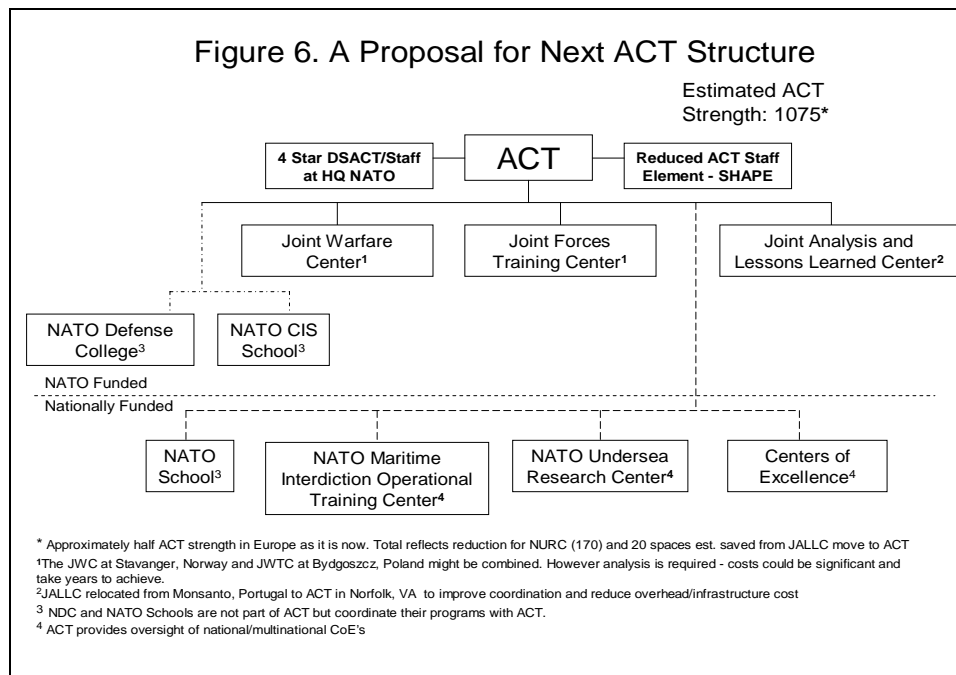 Figure 6. A Proposal for Next ACT Structure
Estimated ACT
Strength: 1075*
4 Star DSACT/Staff
at HQ NATO
ACT
Reduced ACT Staff
Element - SHAPE
Joint Warfare
Center¹
Joint Forces
Training Center¹
Joint Analysis and
Lessons Learned Center²
NATO Defense
College³
NATO CIS
School³
NATO Funded
Nationally Funded
NATO
School³
NATO Maritime
Interdiction Operational
Training Center⁴
NATO Undersea
Research Center⁴
Centers of
Excellence⁴
* Approximately half ACT strength in Europe as it is now. Total reflects reduction for NURC (170) and 20 spaces est. saved from JALLC move to ACT
¹The JWC at Stavanger, Norway and JWTC at Bydgoszcz, Poland might be combined. However analysis is required - costs could be significant and
take years to achieve.
²JALLC relocated from Monsanto, Portugal to ACT in Norfolk, VA to improve coordination and reduce overhead/infrastructure cost
³ NDC and NATO Schools are not part of ACT but coordinate their programs with ACT.
⁴ ACT provides oversight of national/multinational CoE's